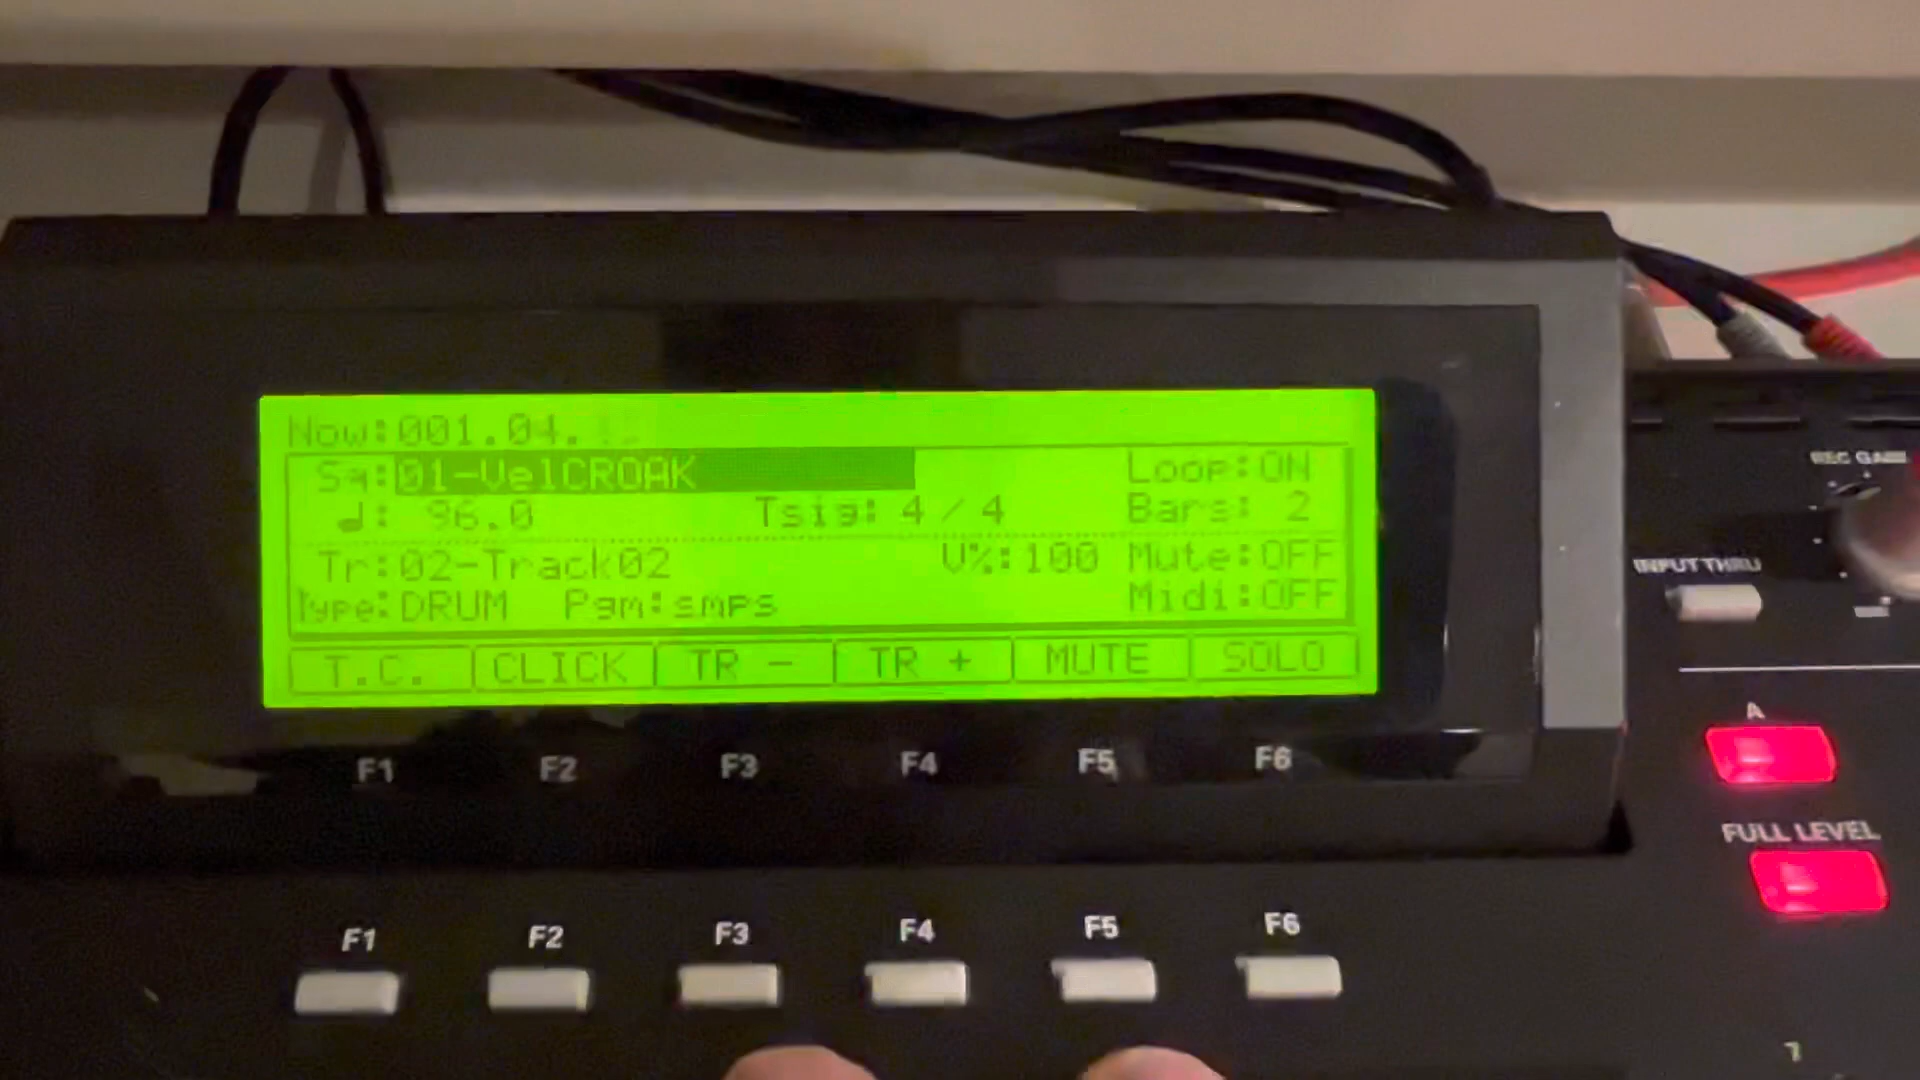 Now:001.04.
Sq:01-VelCROAK Loop:ON
♩: 96.0 Tsig: 4/4 Bars: 2
Tr:02-Track02 V%:100 Mute:OFF
Type:DRUM Pgm:smps Midi:OFF
T.C. CLICK TR - TR + MUTE SOLO
F1 F2 F3 F4 F5 F6
F1 F2 F3 F4 F5 F6
REC GAIN
INPUT THRU
A
FULL LEVEL